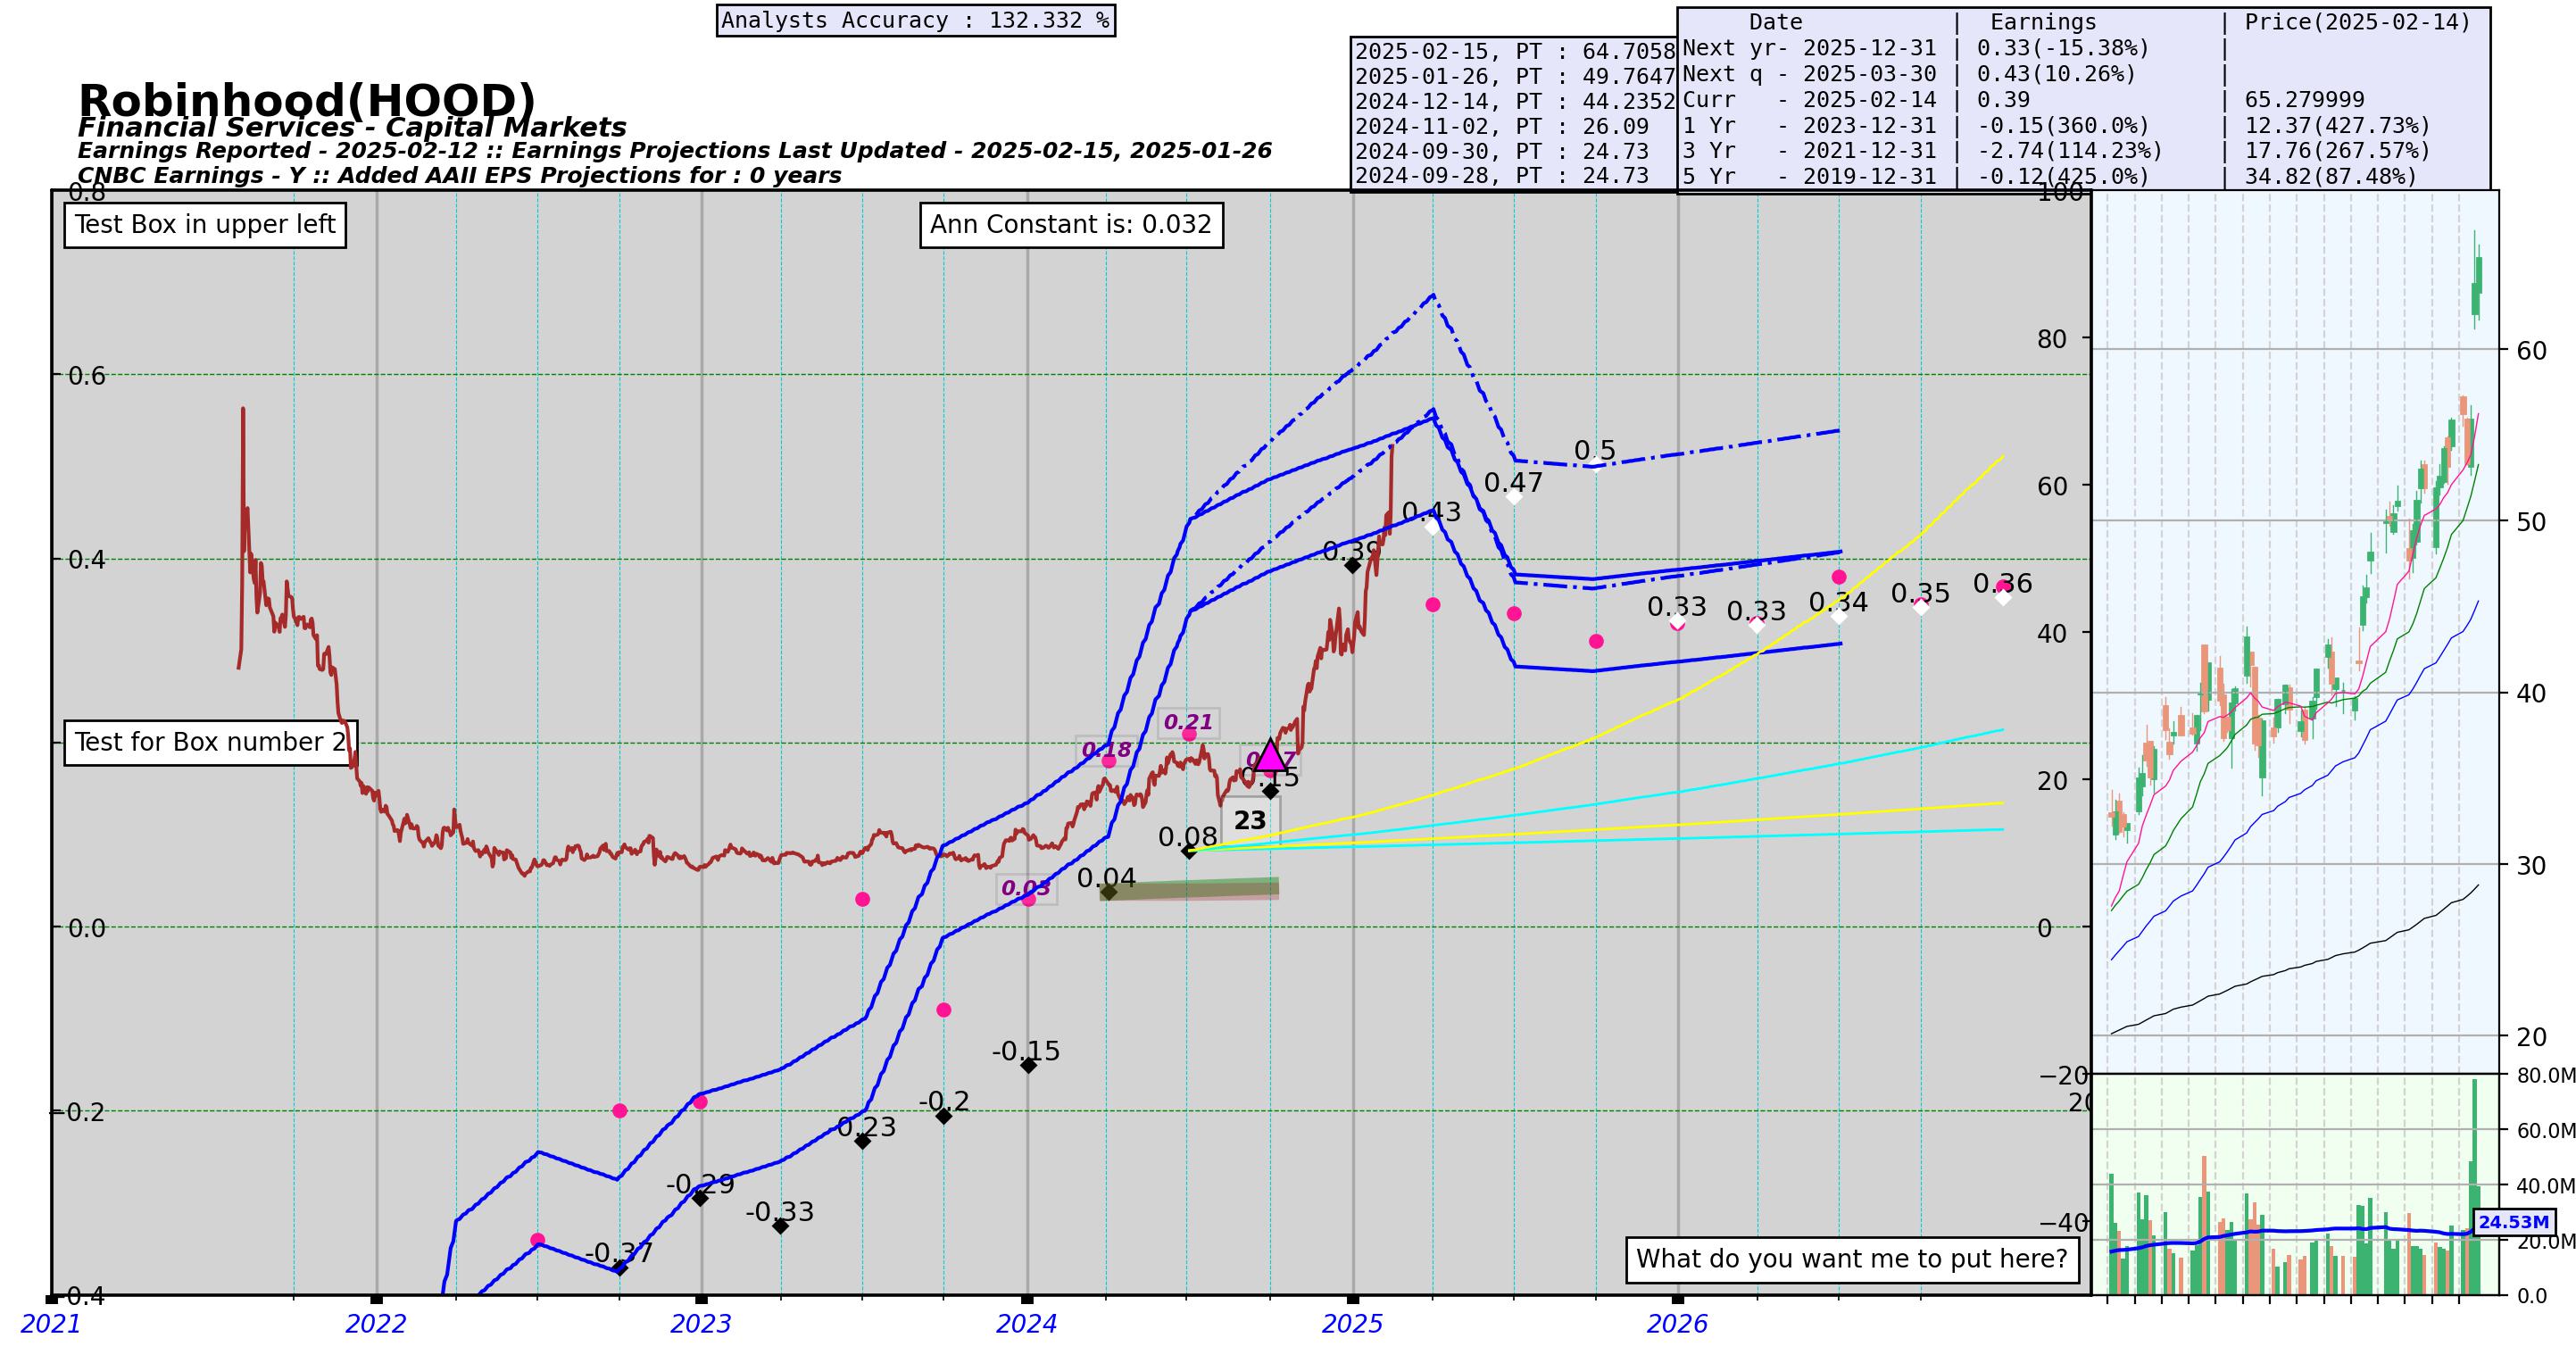 Analysts Accuracy : 132.332 %
Date | Earnings | Price(2025-02-14)
Next yr- 2025-12-31 | 0.33(-15.38%) |
Next q - 2025-03-30 | 0.43(10.26%) |
Curr - 2025-02-14 | 0.39 | 65.279999
1 Yr - 2023-12-31 | -0.15(360.0%) | 12.37(427.73%)
3 Yr - 2021-12-31 | -2.74(114.23%) | 17.76(267.57%)
5 Yr - 2019-12-31 | -0.12(425.0%) | 34.82(87.48%)
2025-02-15, PT : 64.7058
2025-01-26, PT : 49.7647
2024-12-14, PT : 44.2352
2024-11-02, PT : 26.09
2024-09-30, PT : 24.73
2024-09-28, PT : 24.73
Robinhood(HOOD)
Financial Services - Capital Markets
Earnings Reported - 2025-02-12 :: Earnings Projections Last Updated - 2025-02-15, 2025-01-26
CNBC Earnings - Y :: Added AAII EPS Projections for : 0 years
0.8
100
Test Box in upper left
Ann Constant is: 0.032
80
60
0.6
0.5
0.47
60
50
0.43
0.4
0.39
0.33
0.33
0.34
0.35
0.36
40
40
0.21
0.18
Test for Box number 2
0.15
20
23
0.08
30
0.04
0.03
0.0
0
20
-0.15
−20
80.0M
-0.2
−0.2
0.23
60.0M
-0.29
-0.33
40.0M
−40
24.53M
-0.37
20.0M
What do you want me to put here?
−0.4
0.0
2021
2022
2023
2024
2025
2026